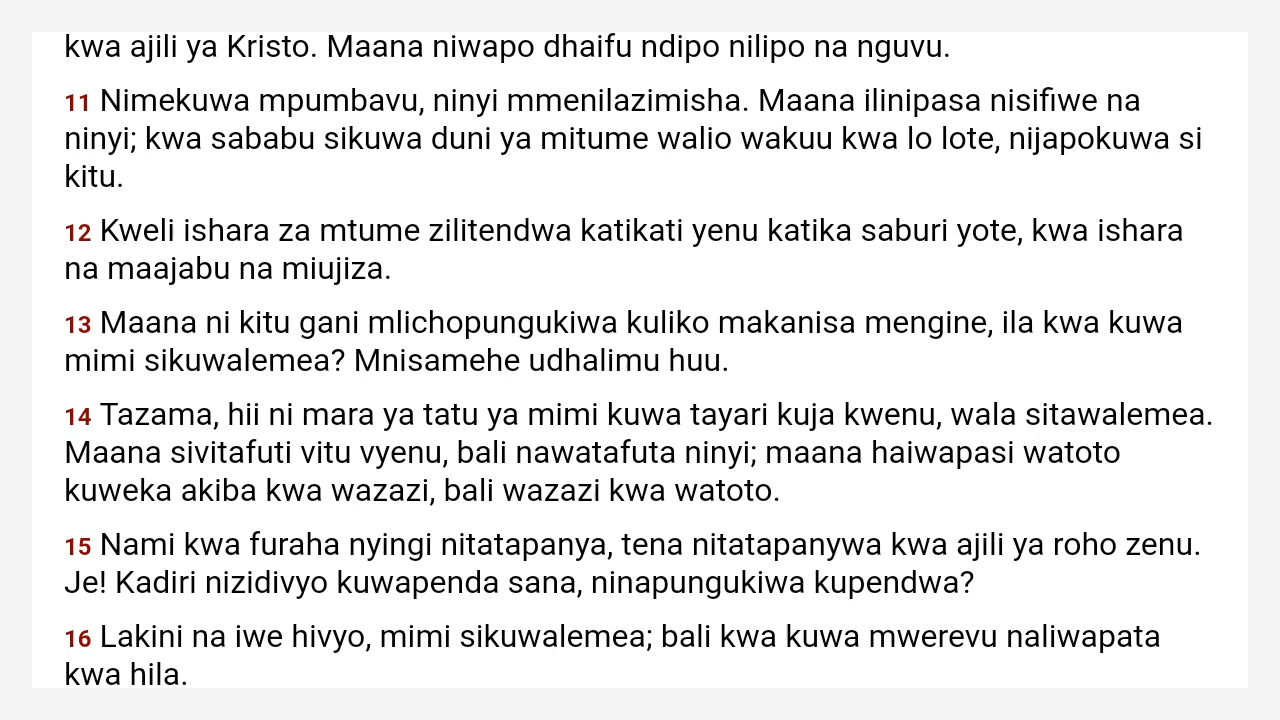 kwa ajili ya Kristo. Maana niwapo dhaifu ndipo nilipo na nguvu.
11 Nimekuwa mpumbavu, ninyi mmenilazimisha. Maana ilinipasa nisifiwe na
ninyi; kwa sababu sikuwa duni ya mitume walio wakuu kwa lo lote, nijapokuwa si
kitu.
12 Kweli ishara za mtume zilitendwa katikati yenu katika saburi yote, kwa ishara
na maajabu na miujiza.
13 Maana ni kitu gani mlichopungukiwa kuliko makanisa mengine, ila kwa kuwa
mimi sikuwalemea? Mnisamehe udhalimu huu.
14 Tazama, hii ni mara ya tatu ya mimi kuwa tayari kuja kwenu, wala sitawalemea.
Maana sivitafuti vitu vyenu, bali nawatafuta ninyi; maana haiwapasi watoto
kuweka akiba kwa wazazi, bali wazazi kwa watoto.
15 Nami kwa furaha nyingi nitatapanya, tena nitatapanywa kwa ajili ya roho zenu.
Je! Kadiri nizidivyo kuwapenda sana, ninapungukiwa kupendwa?
16 Lakini na iwe hivyo, mimi sikuwalemea; bali kwa kuwa mwerevu naliwapata
kwa hila.